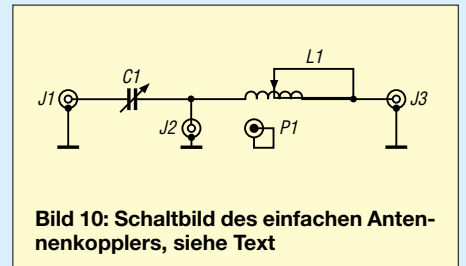 C1
L1
J1
J2
P1
J3
Bild 10: Schaltbild des einfachen Anten-
nenkopplers, siehe Text